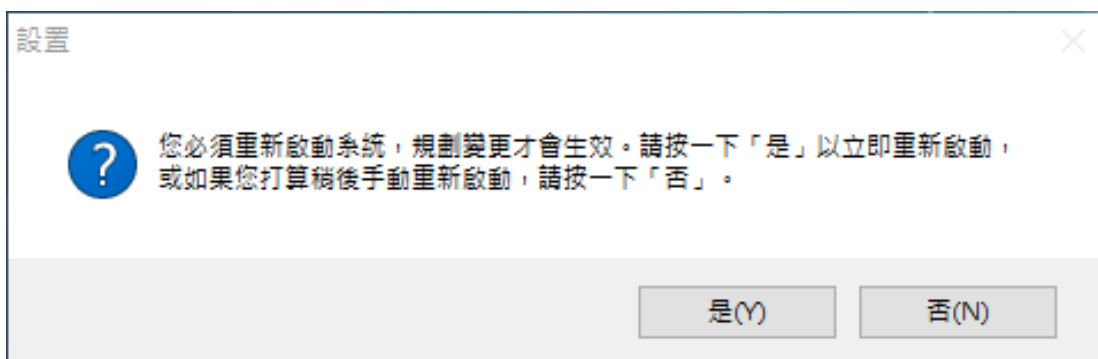 設置
您必須重新啟動系統，規劃變更才會生效。請按一下「是」以立即重新啟動，
或如果您打算稍後手動重新啟動，請按一下「否」。
是(Y)
否(N)